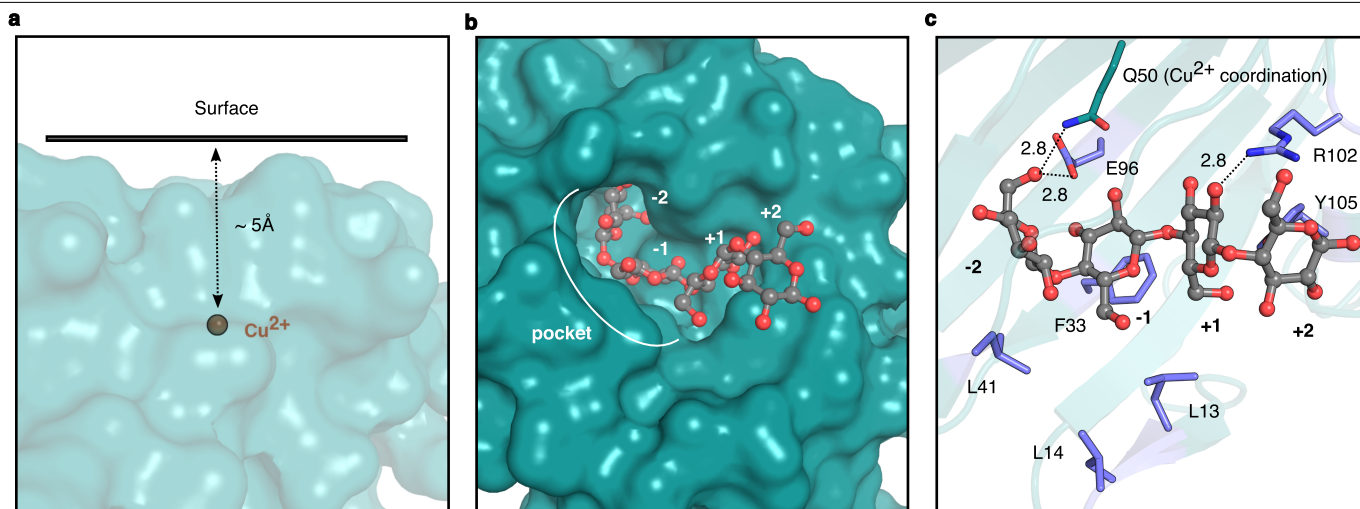 a
Surface
~ 5Å
Cu2+
b
-2
+2
-1
+1
pocket
c
Q50 (Cu2+ coordination)
2.8
E96
2.8
2.8
R102
Y105
-2
F33
-1
+1
+2
L41
L13
L14